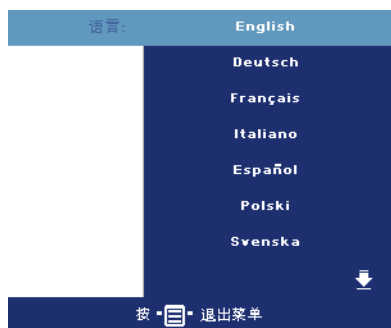 语言: English
Deutsch
Français
Italiano
Español
Polski
Svenska
按 退出菜单